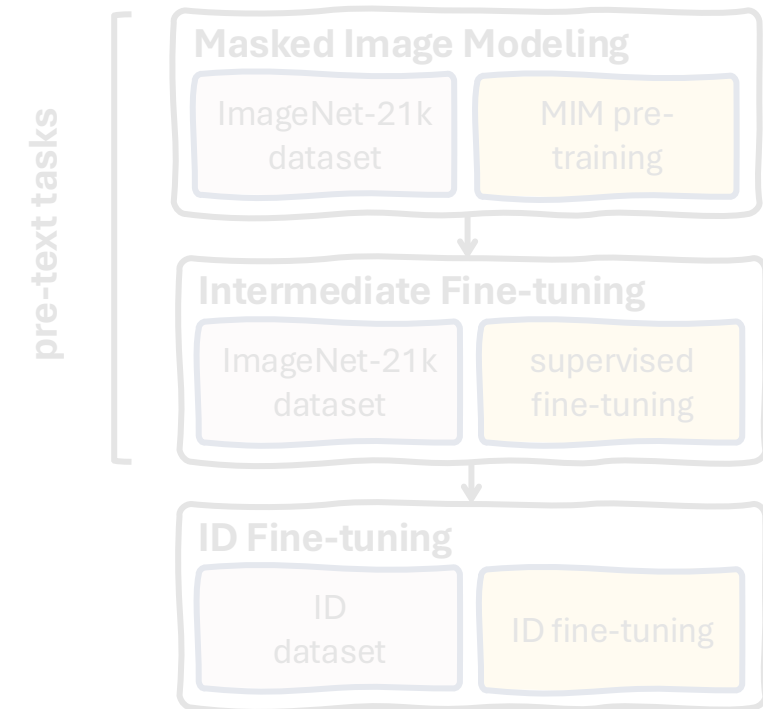 pre-text tasks
Masked Image Modeling
ImageNet-21k
dataset
MIM pre-
training
Intermediate Fine-tuning
ImageNet-21k
dataset
supervised
fine-tuning
ID Fine-tuning
ID
dataset
ID fine-tuning